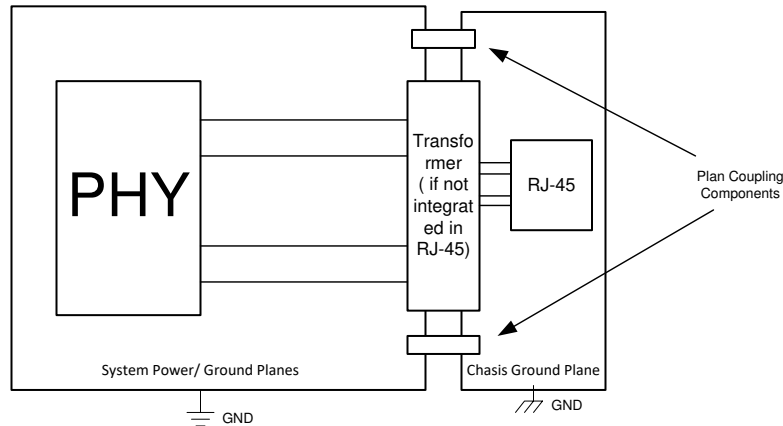 PHY
Transfo
rmer
( if not
integrat
ed in
RJ-45)
RJ-45
Plan Coupling
Components
System Power/ Ground Planes
Chasis Ground Plane
GND
GND